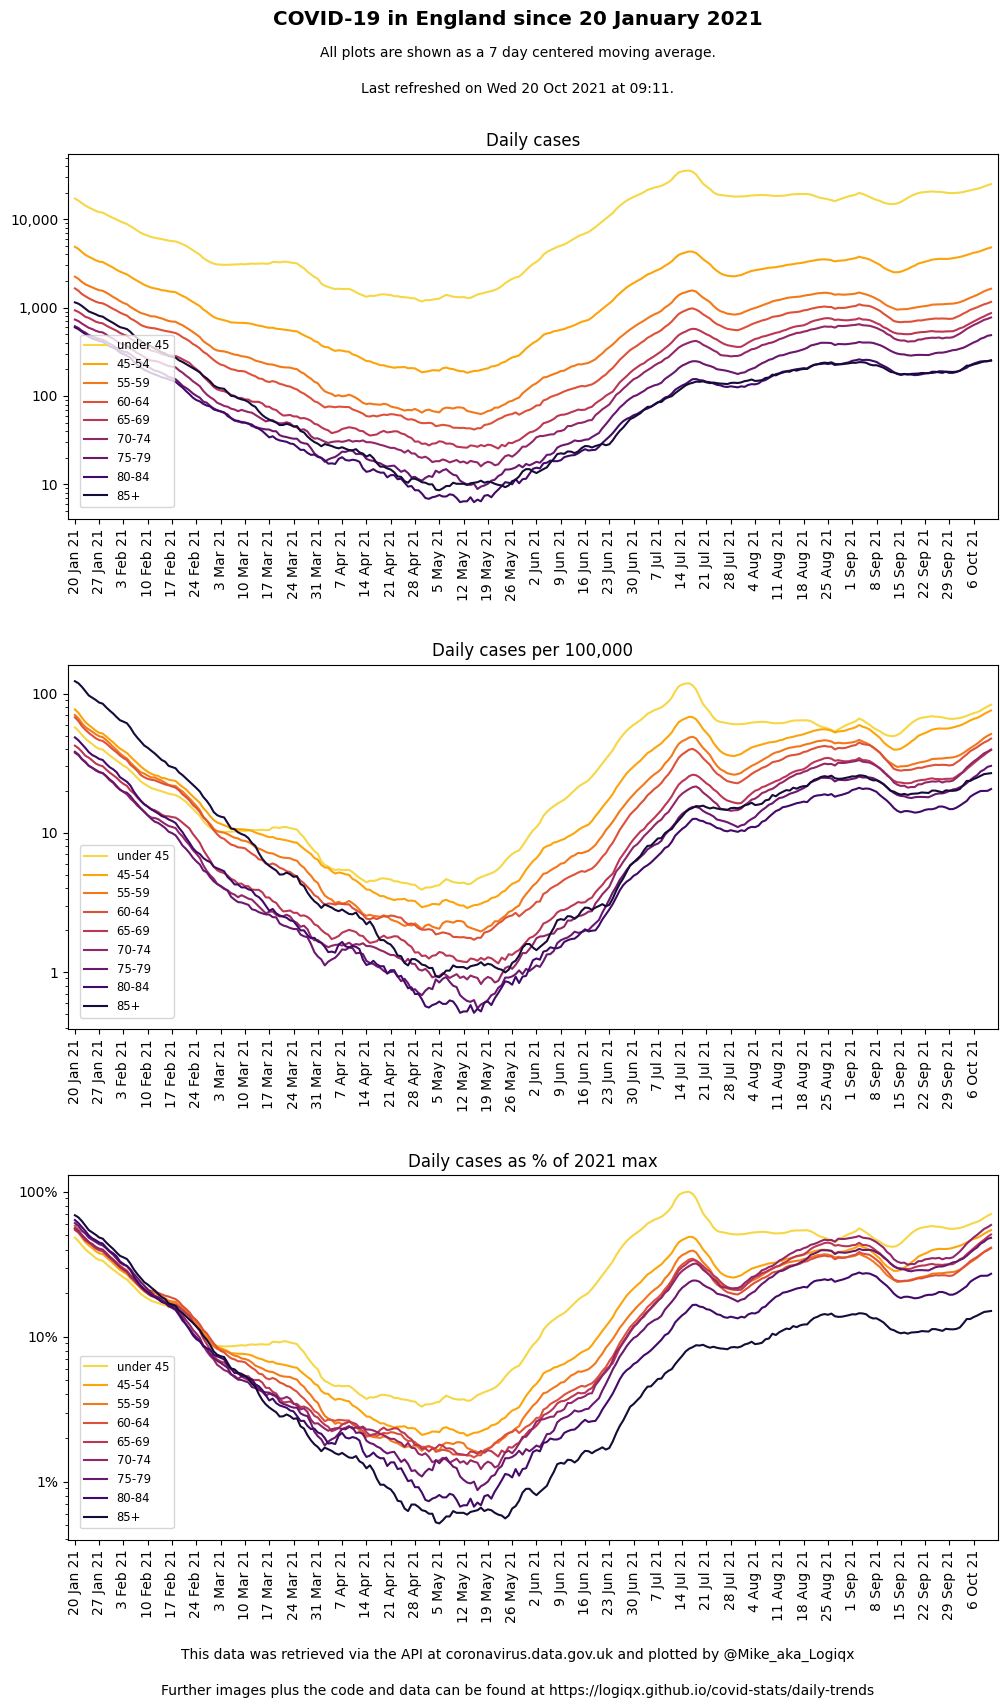 COVID-19 in England since 20 January 2021
All plots are shown as a 7 day centered moving average.
Last refreshed on Wed 20 Oct 2021 at 09:11.
Daily cases
10,000
1,000
100
10
under 45
45-54
55-59
60-64
65-69
70-74
75-79
80-84
85+
20 Jan 21
27 Jan 21
3 Feb 21
10 Feb 21
17 Feb 21
24 Feb 21
3 Mar 21
10 Mar 21
17 Mar 21
24 Mar 21
31 Mar 21
7 Apr 21
14 Apr 21
21 Apr 21
28 Apr 21
5 May 21
12 May 21
19 May 21
26 May 21
2 Jun 21
9 Jun 21
16 Jun 21
23 Jun 21
30 Jun 21
7 Jul 21
14 Jul 21
21 Jul 21
28 Jul 21
4 Aug 21
11 Aug 21
18 Aug 21
25 Aug 21
1 Sep 21
8 Sep 21
15 Sep 21
22 Sep 21
29 Sep 21
6 Oct 21
Daily cases per 100,000
100
10
1
under 45
45-54
55-59
60-64
65-69
70-74
75-79
80-84
85+
20 Jan 21
27 Jan 21
3 Feb 21
10 Feb 21
17 Feb 21
24 Feb 21
3 Mar 21
10 Mar 21
17 Mar 21
24 Mar 21
31 Mar 21
7 Apr 21
14 Apr 21
21 Apr 21
28 Apr 21
5 May 21
12 May 21
19 May 21
26 May 21
2 Jun 21
9 Jun 21
16 Jun 21
23 Jun 21
30 Jun 21
7 Jul 21
14 Jul 21
21 Jul 21
28 Jul 21
4 Aug 21
11 Aug 21
18 Aug 21
25 Aug 21
1 Sep 21
8 Sep 21
15 Sep 21
22 Sep 21
29 Sep 21
6 Oct 21
Daily cases as % of 2021 max
100%
10%
1%
under 45
45-54
55-59
60-64
65-69
70-74
75-79
80-84
85+
20 Jan 21
27 Jan 21
3 Feb 21
10 Feb 21
17 Feb 21
24 Feb 21
3 Mar 21
10 Mar 21
17 Mar 21
24 Mar 21
31 Mar 21
7 Apr 21
14 Apr 21
21 Apr 21
28 Apr 21
5 May 21
12 May 21
19 May 21
26 May 21
2 Jun 21
9 Jun 21
16 Jun 21
23 Jun 21
30 Jun 21
7 Jul 21
14 Jul 21
21 Jul 21
28 Jul 21
4 Aug 21
11 Aug 21
18 Aug 21
25 Aug 21
1 Sep 21
8 Sep 21
15 Sep 21
22 Sep 21
29 Sep 21
6 Oct 21
This data was retrieved via the API at coronavirus.data.gov.uk and plotted by @Mike_aka_Logiqx
Further images plus the code and data can be found at https://logiqx.github.io/covid-stats/daily-trends